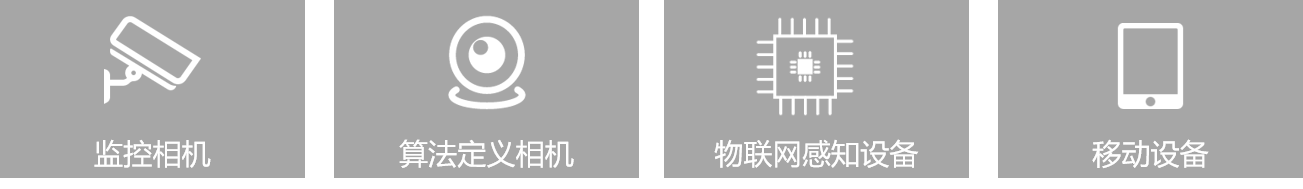 监控相机
算法定义相机
物联网感知设备
移动设备